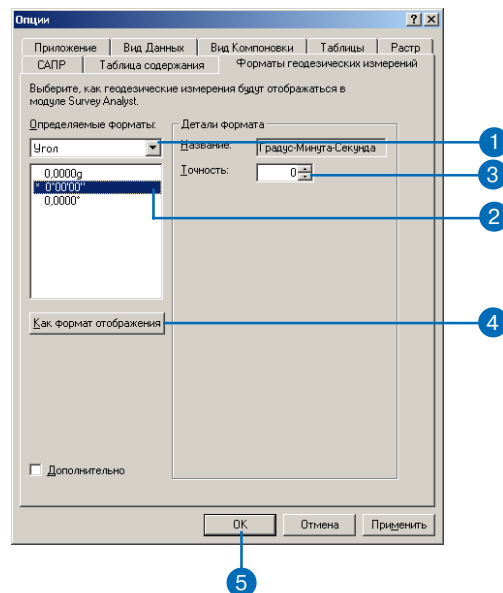 Опции
Приложение Вид Данных Вид Компоновки Таблицы Растр
САПР Таблица содержания Форматы геодезических измерений
Выберите, как геодезические измерения будут отображаться в
модуле Survey Analyst.
Определяемые форматы: Детали формата
Угол Название: Градус-Минута-Секунда 1
0,0000g Точность: 0 3
* 0°00'00" 2
0,0000°
Как формат отображения 4
Дополнительно
OK Отмена Применить
5